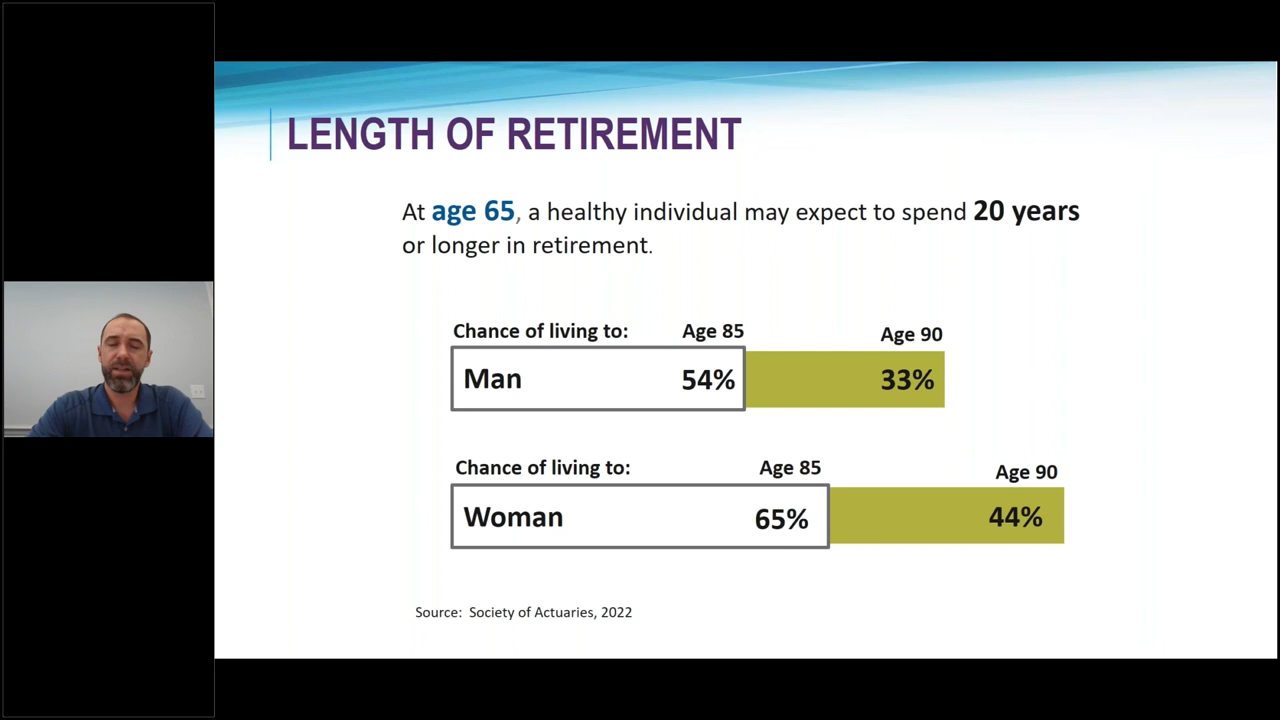 LENGTH OF RETIREMENT
At age 65, a healthy individual may expect to spend 20 years
or longer in retirement.
Chance of living to: Age 85 Age 90
Man 54% 33%
Chance of living to: Age 85 Age 90
Woman 65% 44%
Source: Society of Actuaries, 2022